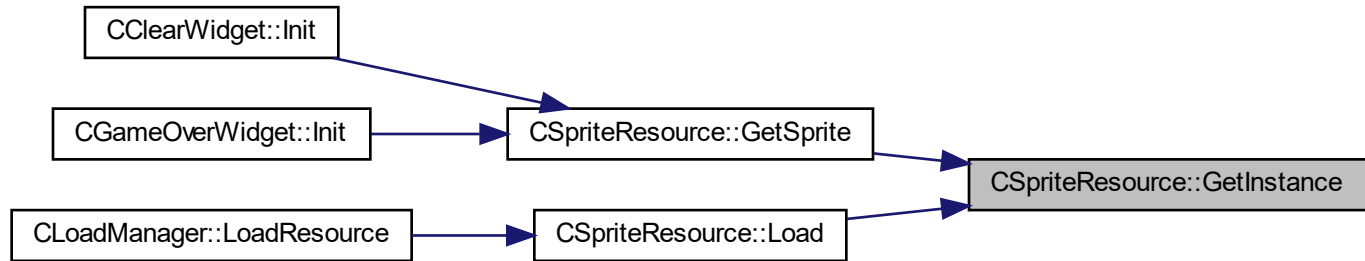 CClearWidget::Init
CGameOverWidget::Init
CSpriteResource::GetSprite
CSpriteResource::GetInstance
CLoadManager::LoadResource
CSpriteResource::Load